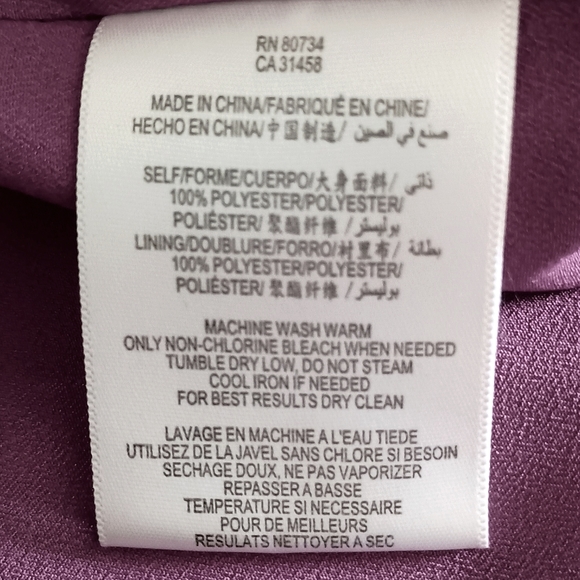 RN 80734
CA 31458
MADE IN CHINA/FABRIQUÉ EN CHINE/
HECHO EN CHINA/中国制造/ صنع في الصين
SELF/FORME/CUERPO/大身面料/ ذاتي
100% POLYESTER/POLYESTER/
POLIÉSTER/ 聚酯纤维 / بوليستر
LINING/DOUBLURE/FORRO/衬里布/ بطانة
100% POLYESTER/POLYESTER/
POLIÉSTER/ 聚酯纤维 / بوليستر
MACHINE WASH WARM
ONLY NON-CHLORINE BLEACH WHEN NEEDED
TUMBLE DRY LOW, DO NOT STEAM
COOL IRON IF NEEDED
FOR BEST RESULTS DRY CLEAN
LAVAGE EN MACHINE A L'EAU TIEDE
UTILISEZ DE LA JAVEL SANS CHLORE SI BESOIN
SECHAGE DOUX, NE PAS VAPORIZER
REPASSER A BASSE
TEMPERATURE SI NECESSAIRE
POUR DE MEILLEURS
RESULATS NETTOYER A SEC